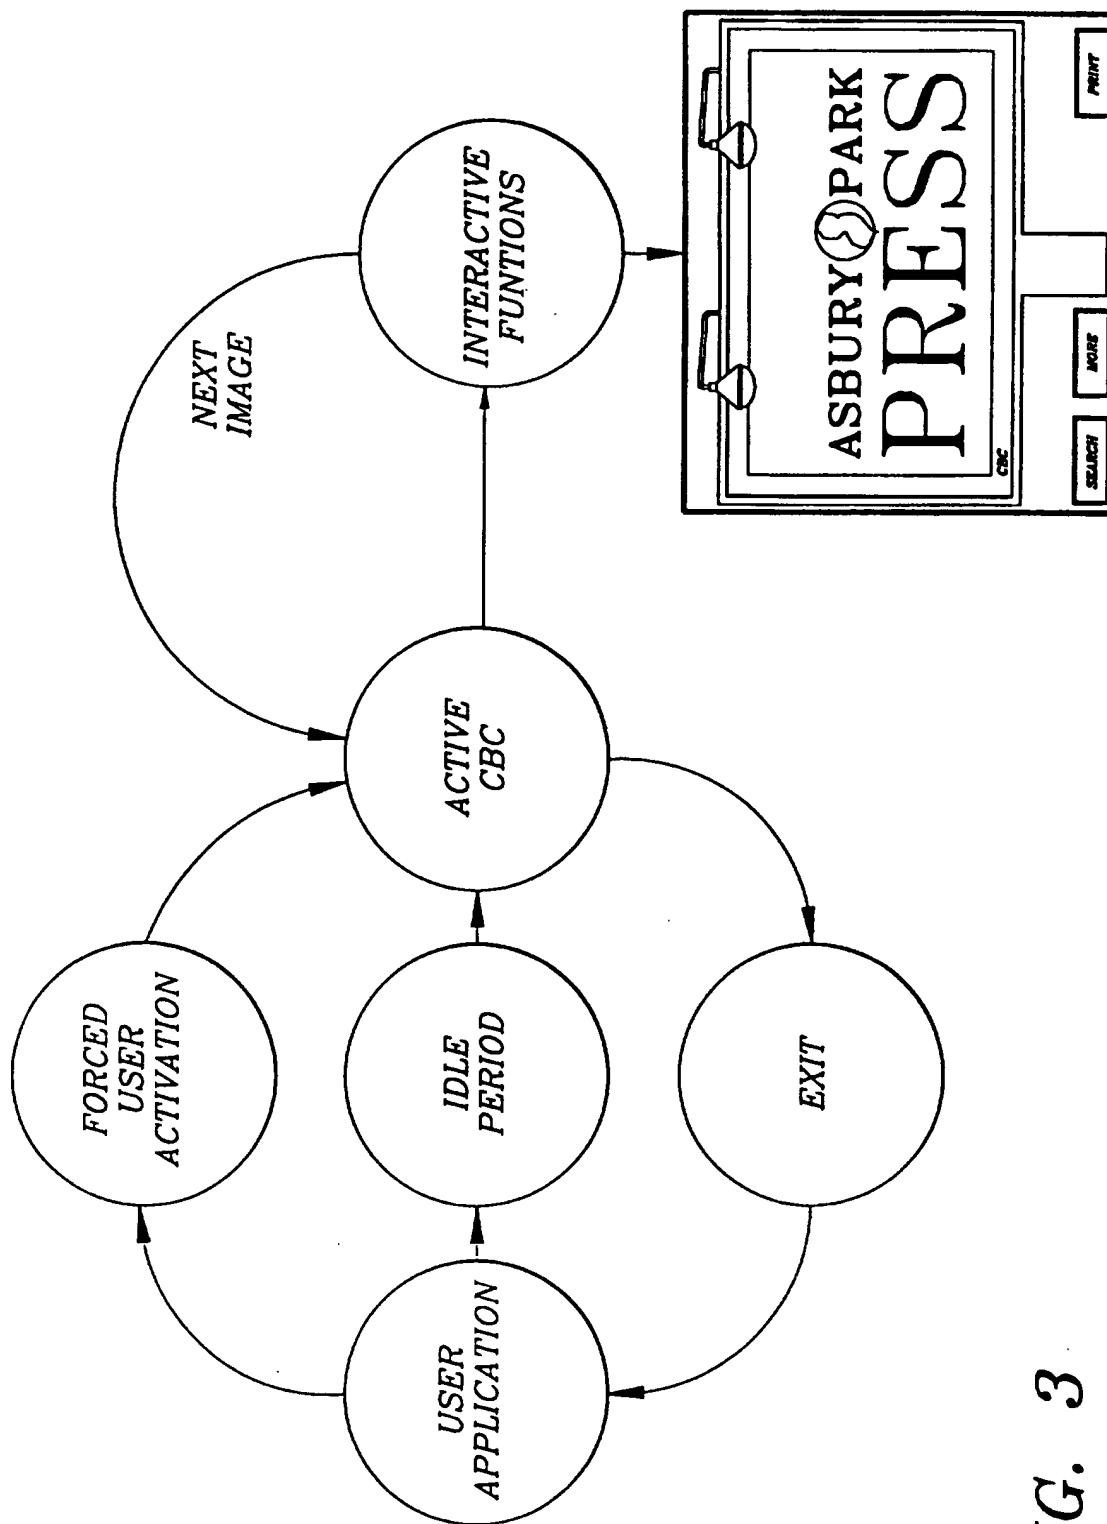 FORCED
USER
ACTIVATION
USER
APPLICATION
IDLE
PERIOD
EXIT
ACTIVE
CBC
NEXT
IMAGE
INTERACTIVE
FUNTIONS
ASBURY PARK
PRESS
CBC
SEARCH
MORE
PRINT
G. 3